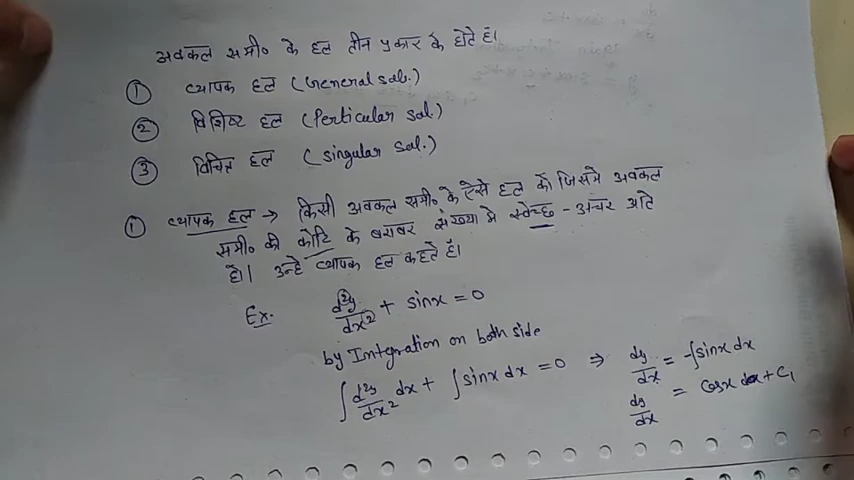 अवकल समी० के हल तीन प्रकार के होते हैं।
① व्यापक हल (General sol.)
② विशिष्ट हल (Perticular sol.)
③ विचित्र हल (singular sol.)
① व्यापक हल → किसी अवकल समी० के ऐसे हल को जिसमे अवकल
समी० की कोटि के बराबर संख्या मे स्वेच्छ - अचर आते
हो। उन्हे व्यापक हल कहते हैं।
Ex. d²y/dx² + sinx = 0
by Integration on both side
∫ d²y/dx² dx + ∫ sinx dx = 0 ⇒ dy/dx = -∫sinx dx
dy/dx = cosx + C₁